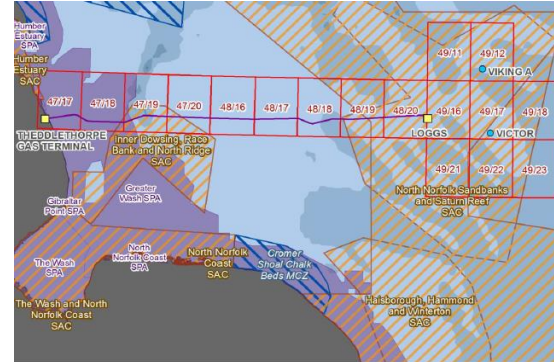 Humber
Estuary
SPA
Humber
Estuary
SAC
49/11
49/12
VIKING A
47/17
47/18
47/19
47/20
48/16
48/17
48/18
48/19
48/20
49/16
49/17
49/18
THEDDLETHORPE
GAS TERMINAL
LOGGS
VICTOR
Inner Dowsing, Race
Bank and North Ridge
SAC
49/21
49/22
49/23
Greater
Wash SPA
North Norfolk Sandbanks
and Saturn Reef
SAC
Gibraltar
Point SPA
The Wash
SPA
North
Norfolk Coast
SPA
North Norfolk
Coast
SAC
Cromer
Shoal Chalk
Beds MCZ
The Wash and North
Norfolk Coast
SAC
Haisborough, Hammond
and Winterton
SAC